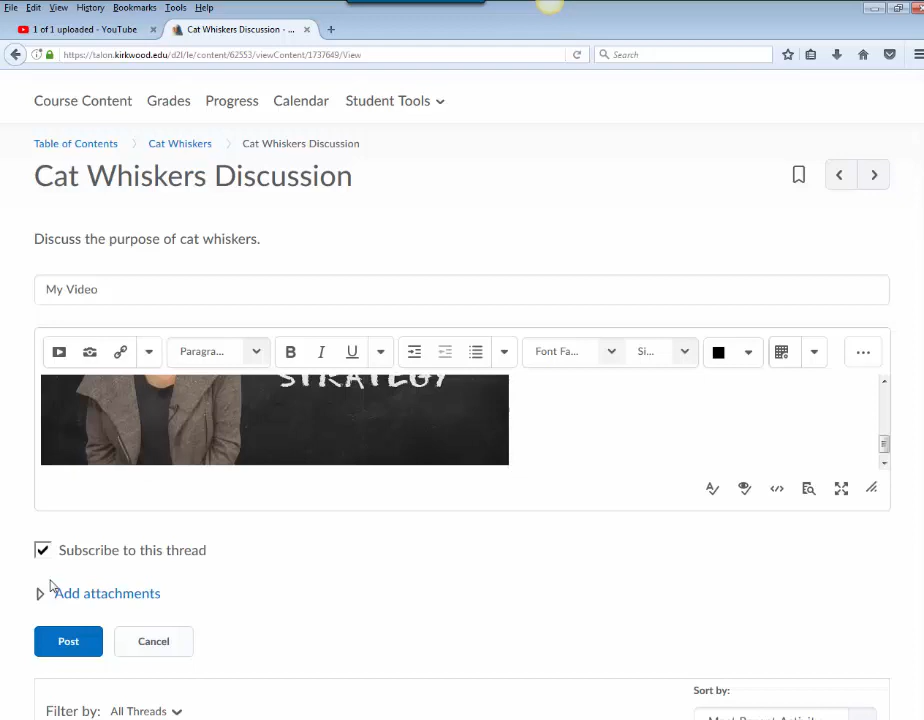 File Edit View History Bookmarks Tools Help
1 of 1 uploaded - YouTube
Cat Whiskers Discussion - ...
https://talon.kirkwood.edu/d2l/le/content/62553/viewContent/1737649/View
Search
Course Content Grades Progress Calendar Student Tools
Table of Contents Cat Whiskers Cat Whiskers Discussion
Cat Whiskers Discussion
Discuss the purpose of cat whiskers.
My Video
Paragra... B I U Font Fa... Si... ...
STRATEGY
Subscribe to this thread
Add attachments
Post Cancel
Sort by:
Filter by: All Threads
Most Recent Activity